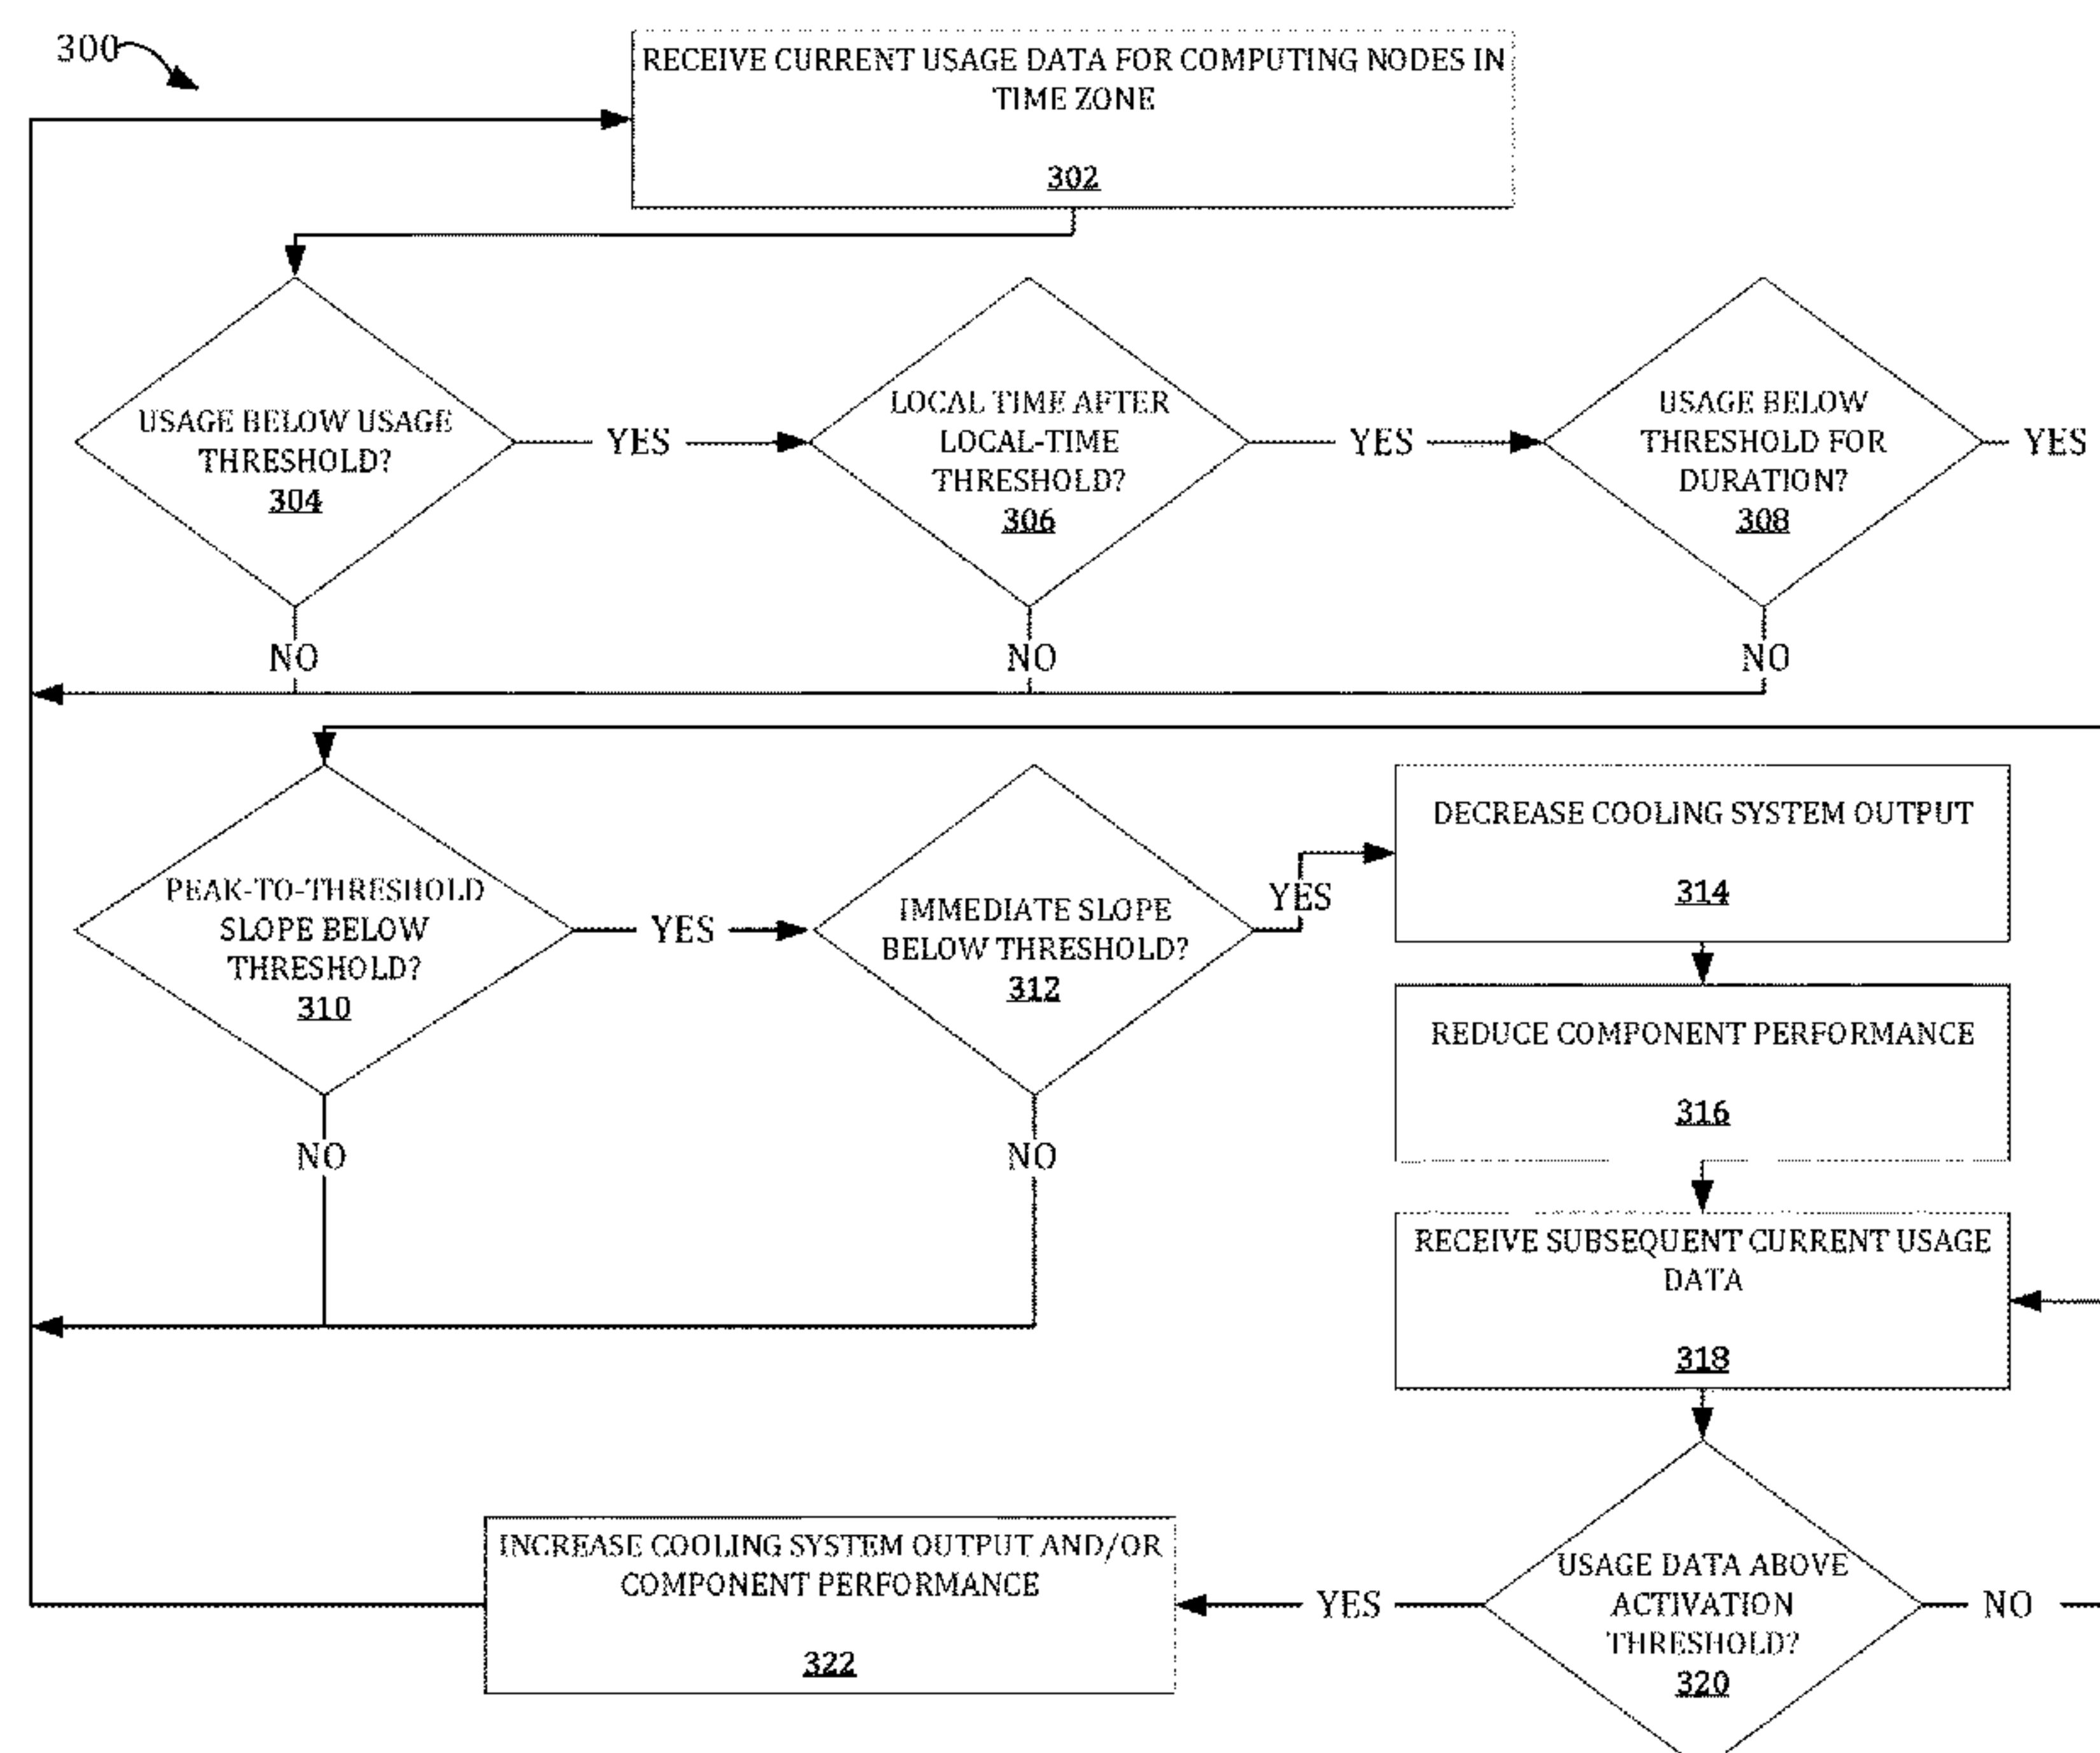 300
RECEIVE CURRENT USAGE DATA FOR COMPUTING NODES IN
TIME ZONE
302
USAGE BELOW USAGE
THRESHOLD?
304
YES
LOCAL TIME AFTER
LOCAL-TIME
THRESHOLD?
306
YES
USAGE BELOW
THRESHOLD FOR
DURATION?
308
YES
NO
NO
NO
PEAK-TO-THRESHOLD
SLOPE BELOW
THRESHOLD?
310
YES
IMMEDIATE SLOPE
BELOW THRESHOLD?
312
YES
DECREASE COOLING SYSTEM OUTPUT
314
REDUCE COMPONENT PERFORMANCE
316
NO
NO
RECEIVE SUBSEQUENT CURRENT USAGE
DATA
318
USAGE DATA ABOVE
ACTIVATION
THRESHOLD?
320
YES
NO
INCREASE COOLING SYSTEM OUTPUT AND/OR
COMPONENT PERFORMANCE
322